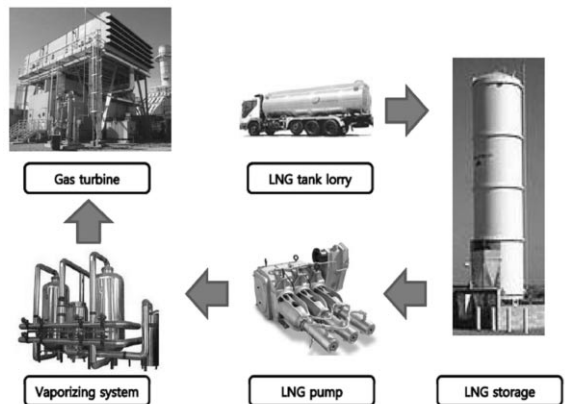 Gas turbine
LNG tank lorry
Vaporizing system
LNG pump
LNG storage